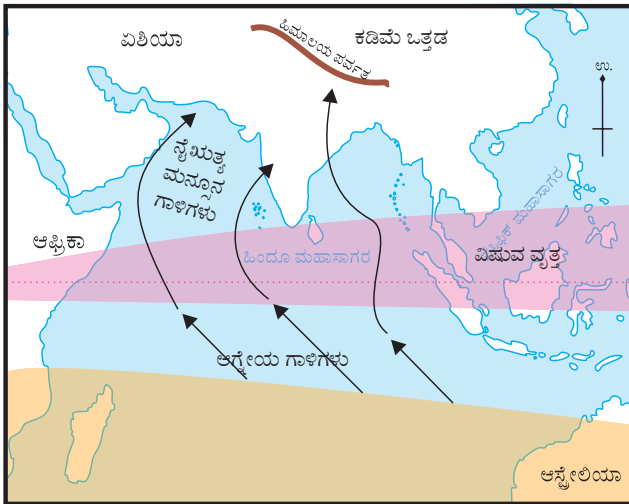 ಏಶಿಯಾ
ಹಿಮಾಲಯ ಪರ್ವತ
ಕಡಿಮೆ ಒತ್ತಡ
ಉ.
ನೈಋತ್ಯ
ಮನ್ಸೂನ
ಗಾಳಿಗಳು
ಆಫ್ರಿಕಾ
ಹಿಂದೂ ಮಹಾಸಾಗರ
ಮಹಾಸಾಗರ
ವಿಷುವ ವೃತ್ತ
ಆಗ್ನೇಯ ಗಾಳಿಗಳು
ಆಸ್ಟ್ರೇಲಿಯಾ